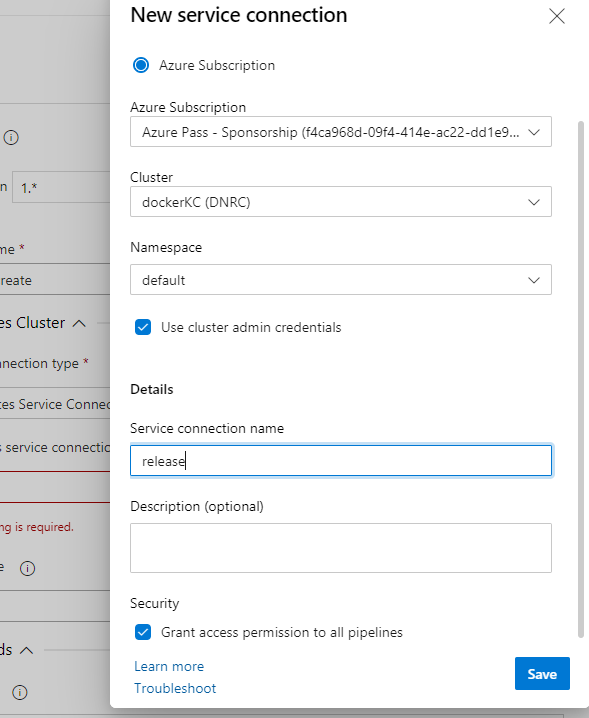 New service connection
Azure Subscription
Azure Subscription
Azure Pass - Sponsorship (f4ca968d-09f4-414e-ac22-dd1e9...
Cluster
n
1.*
dockerKC (DNRC)
me *
Namespace
reate
default
es Cluster
Use cluster admin credentials
nnection type *
Details
tes Service Connec
Service connection name
s service connectio
release
Description (optional)
ng is required.
e
Security
Grant access permission to all pipelines
ds
Learn more
Save
Troubleshoot